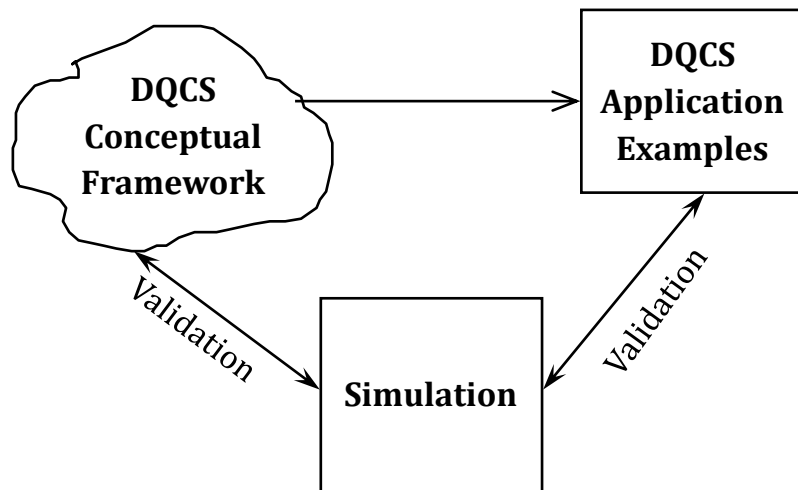 DQCS
Conceptual
Framework
DQCS
Application
Examples
Validation
Validation
Simulation